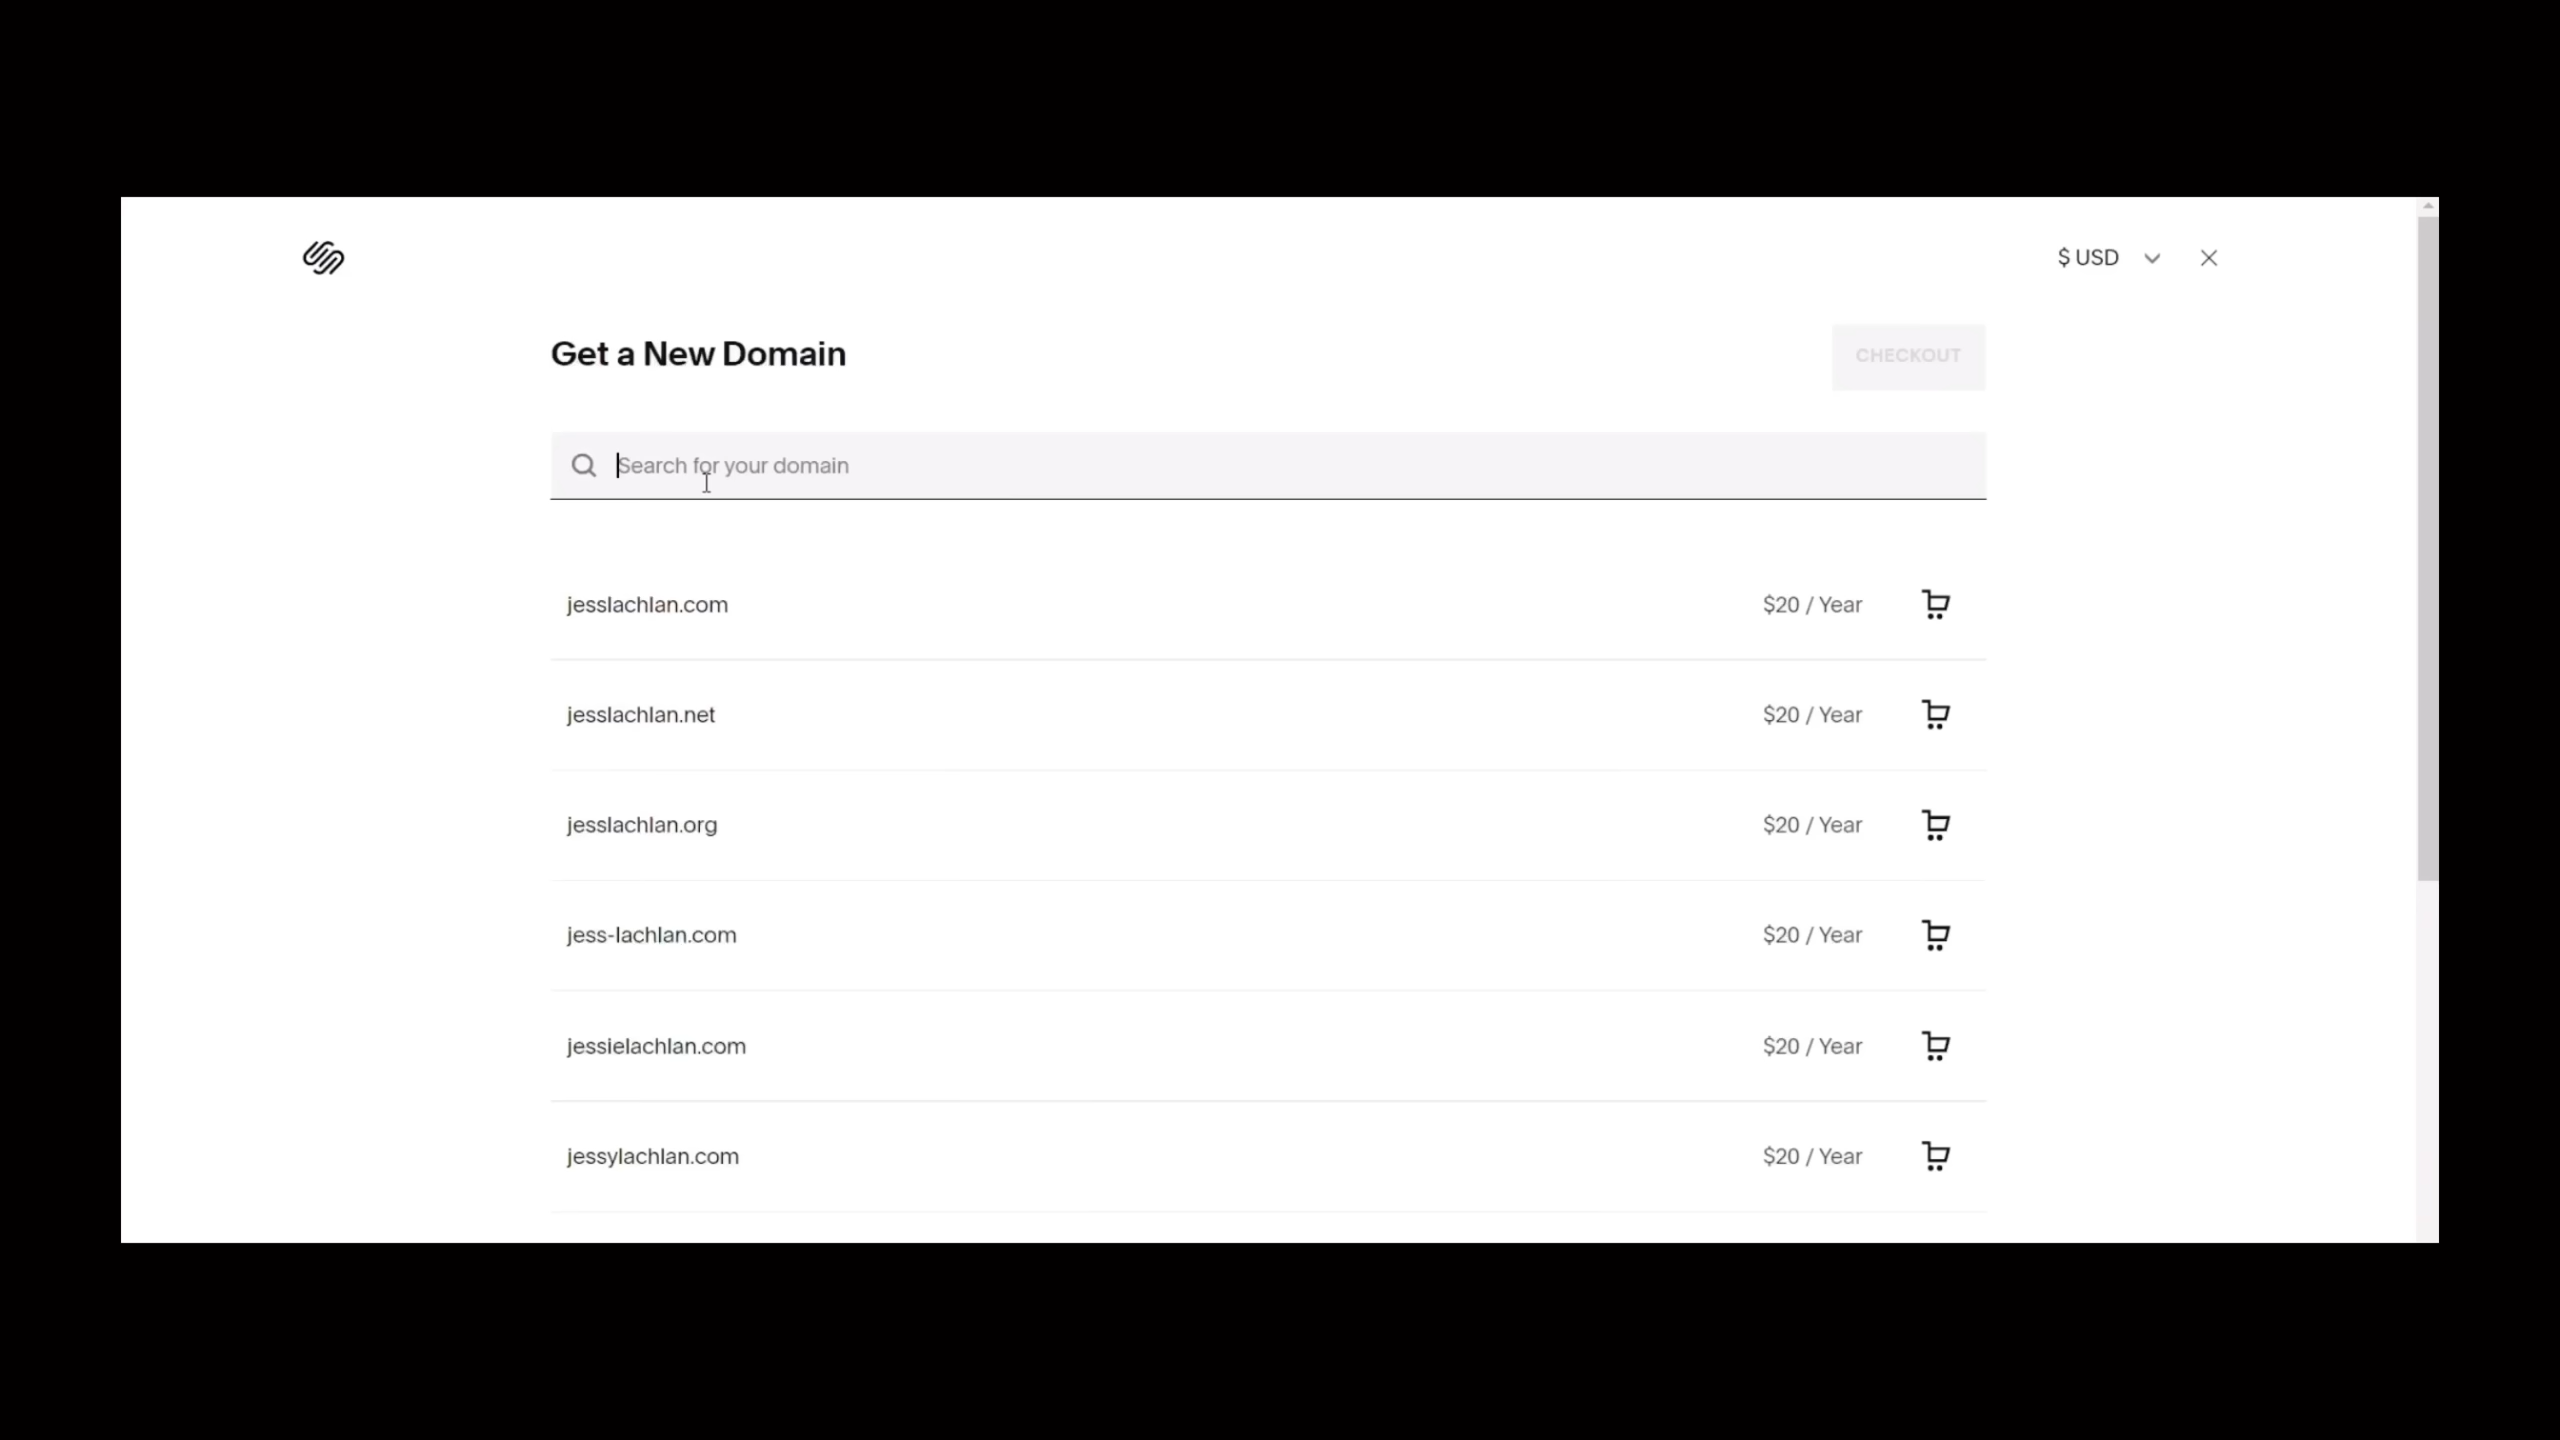 $ USD
Get a New Domain
CHECKOUT
Search for your domain
jesslachlan.com $20 / Year
jesslachlan.net $20 / Year
jesslachlan.org $20 / Year
jess-lachlan.com $20 / Year
jessielachlan.com $20 / Year
jessylachlan.com $20 / Year